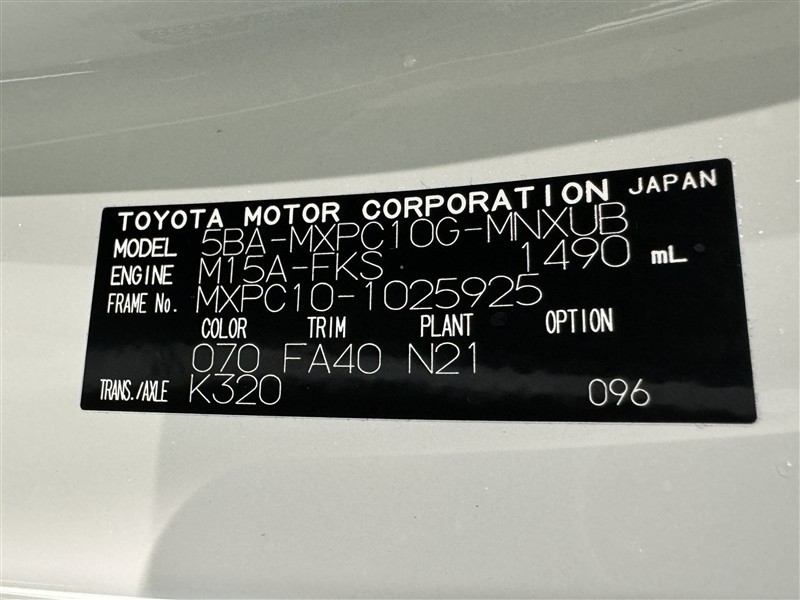 TOYOTA MOTOR CORPORATION JAPAN
MODEL 5BA-MXPC10G-MNXUB
ENGINE M15A-FKS 1490 mL
FRAME No. MXPC10-1025925
COLOR TRIM PLANT OPTION
070 FA40 N21
TRANS./AXLE K320 096